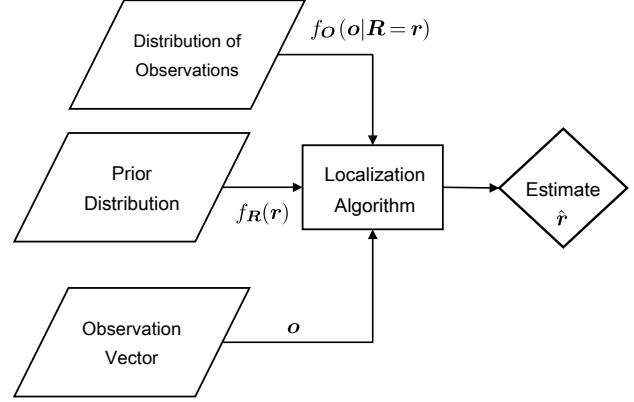 Distribution of
Observations
f_O(o|R = r)
Prior
Distribution
f_R(r)
Localization
Algorithm
Estimate
r̂
Observation
Vector
o